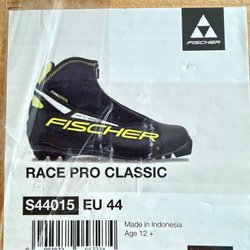 FISCHER
FISCHER
RACE PRO CLASSIC
S44015 EU 44
Made in Indonesia
Age 12 +